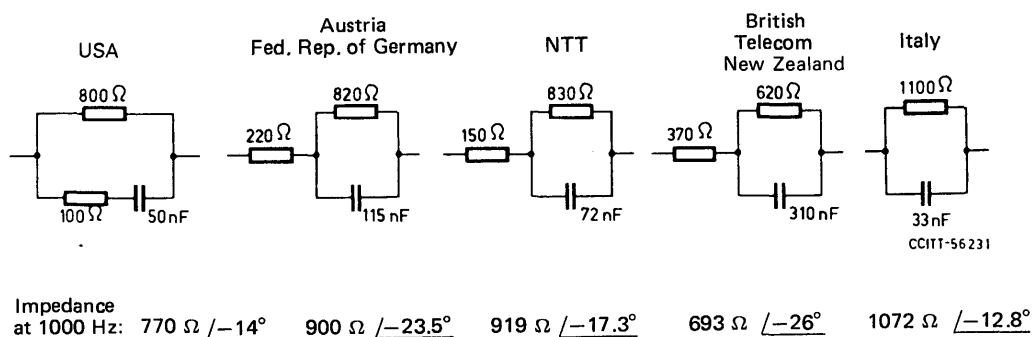 USA
Austria
Fed. Rep. of Germany
NTT
British
Telecom
New Zealand
Italy
800 Ω
100 Ω
50 nF
220 Ω
820 Ω
115 nF
150 Ω
830 Ω
72 nF
370 Ω
620 Ω
310 nF
1100 Ω
33 nF
CCITT-56231
Impedance
at 1000 Hz: 770 Ω /−14° 900 Ω /−23.5° 919 Ω /−17.3° 693 Ω /−26° 1072 Ω /−12.8°